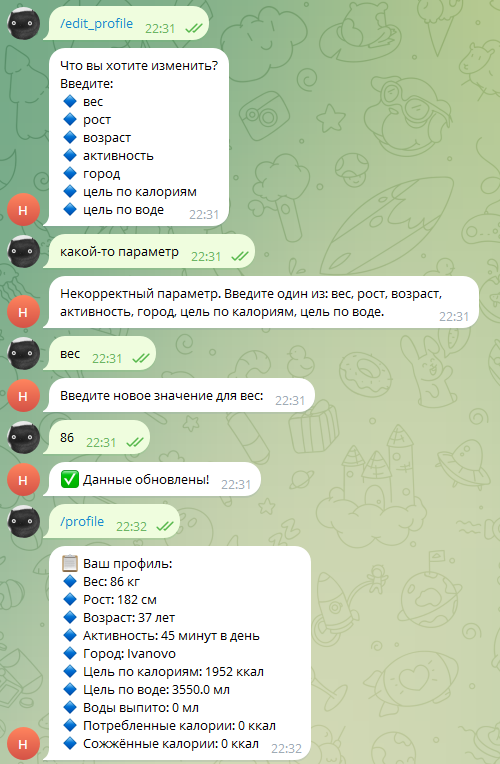 /edit_profile 22:31
Что вы хотите изменить?
Введите:
вес
рост
возраст
активность
город
цель по калориям
цель по воде 22:31
Н
какой-то параметр 22:31
Некорректный параметр. Введите один из: вес, рост, возраст,
активность, город, цель по калориям, цель по воде. 22:31
Н
вес 22:31
Н
Введите новое значение для вес: 22:31
86 22:31
Н
Данные обновлены! 22:31
/profile 22:32
Ваш профиль:
Вес: 86 кг
Рост: 182 см
Возраст: 37 лет
Активность: 45 минут в день
Город: Ivanovo
Цель по калориям: 1952 ккал
Цель по воде: 3550.0 мл
Воды выпито: 0 мл
Потребленные калории: 0 ккал
Сожжённые калории: 0 ккал 22:32
Н